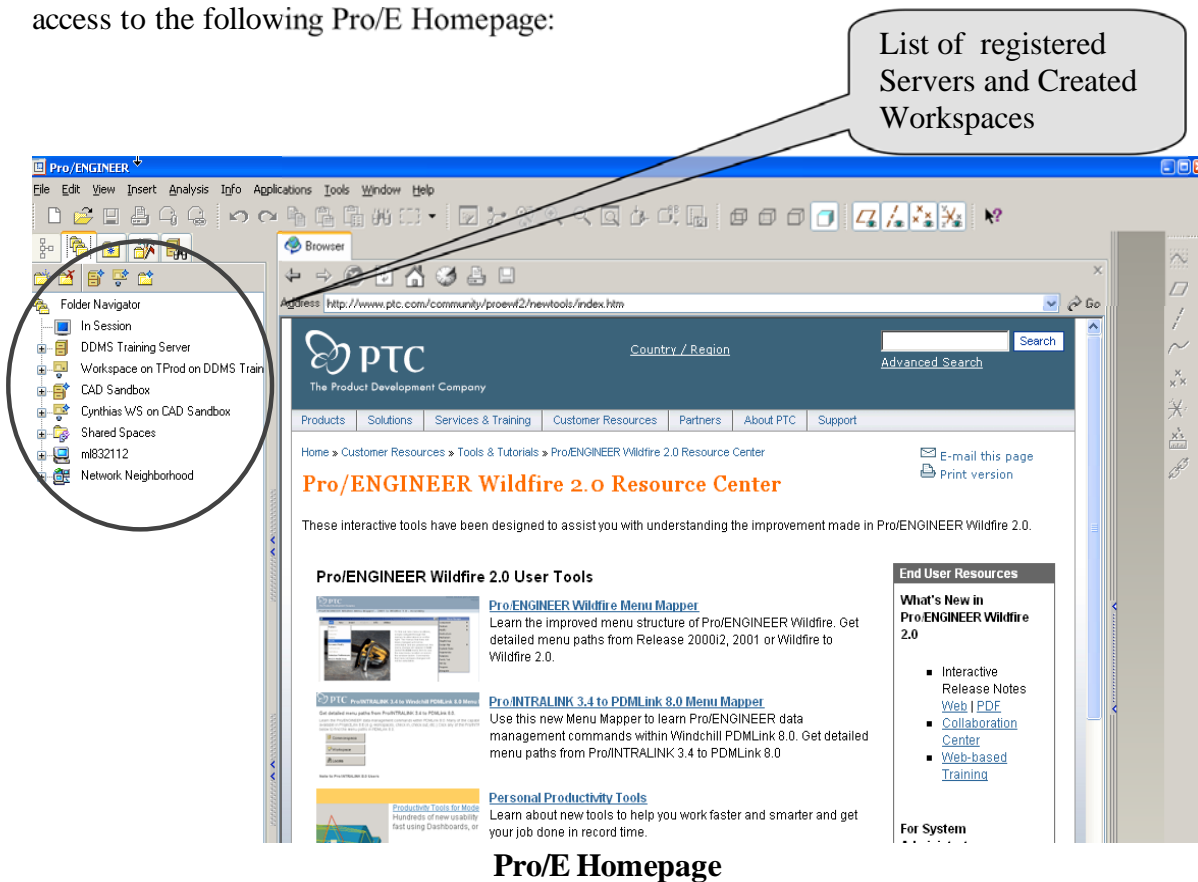 access to the following Pro/E Homepage:
List of registered
Servers and Created
Workspaces
Pro/ENGINEER
File Edit View Insert Analysis Info Applications Tools Window Help
Browser
Address http://www.ptc.com/community/proewf2/newtools/index.htm Go
Folder Navigator
In Session
DDMS Training Server
Workspace on TProd on DDMS Train
CAD Sandbox
Cynthias WS on CAD Sandbox
Shared Spaces
ml832112
Network Neighborhood
PTC
The Product Development Company
Country / Region
Search
Advanced Search
Products Solutions Services & Training Customer Resources Partners About PTC Support
Home » Customer Resources » Tools & Tutorials » Pro/ENGINEER Wildfire 2.0 Resource Center
E-mail this page
Print version
Pro/ENGINEER Wildfire 2.0 Resource Center
These interactive tools have been designed to assist you with understanding the improvement made in Pro/ENGINEER Wildfire 2.0.
Pro/ENGINEER Wildfire 2.0 User Tools
Pro/ENGINEER Wildfire Menu Mapper
Learn the improved menu structure of Pro/ENGINEER Wildfire. Get
detailed menu paths from Release 2000i2, 2001 or Wildfire to
Wildfire 2.0.
Pro/INTRALINK 3.4 to PDMLink 8.0 Menu Mapper
Use this new Menu Mapper to learn Pro/ENGINEER data
management commands within Windchill PDMLink 8.0. Get detailed
menu paths from Pro/INTRALINK 3.4 to PDMLink 8.0
Productivity Tools for Mode
Hundreds of new usability
fast using Dashboards, or
Personal Productivity Tools
Learn about new tools to help you work faster and smarter and get
your job done in record time.
End User Resources
What's New in
Pro/ENGINEER Wildfire
2.0
Interactive
Release Notes
Web | PDF
Collaboration
Center
Web-based
Training
For System
Pro/E Homepage